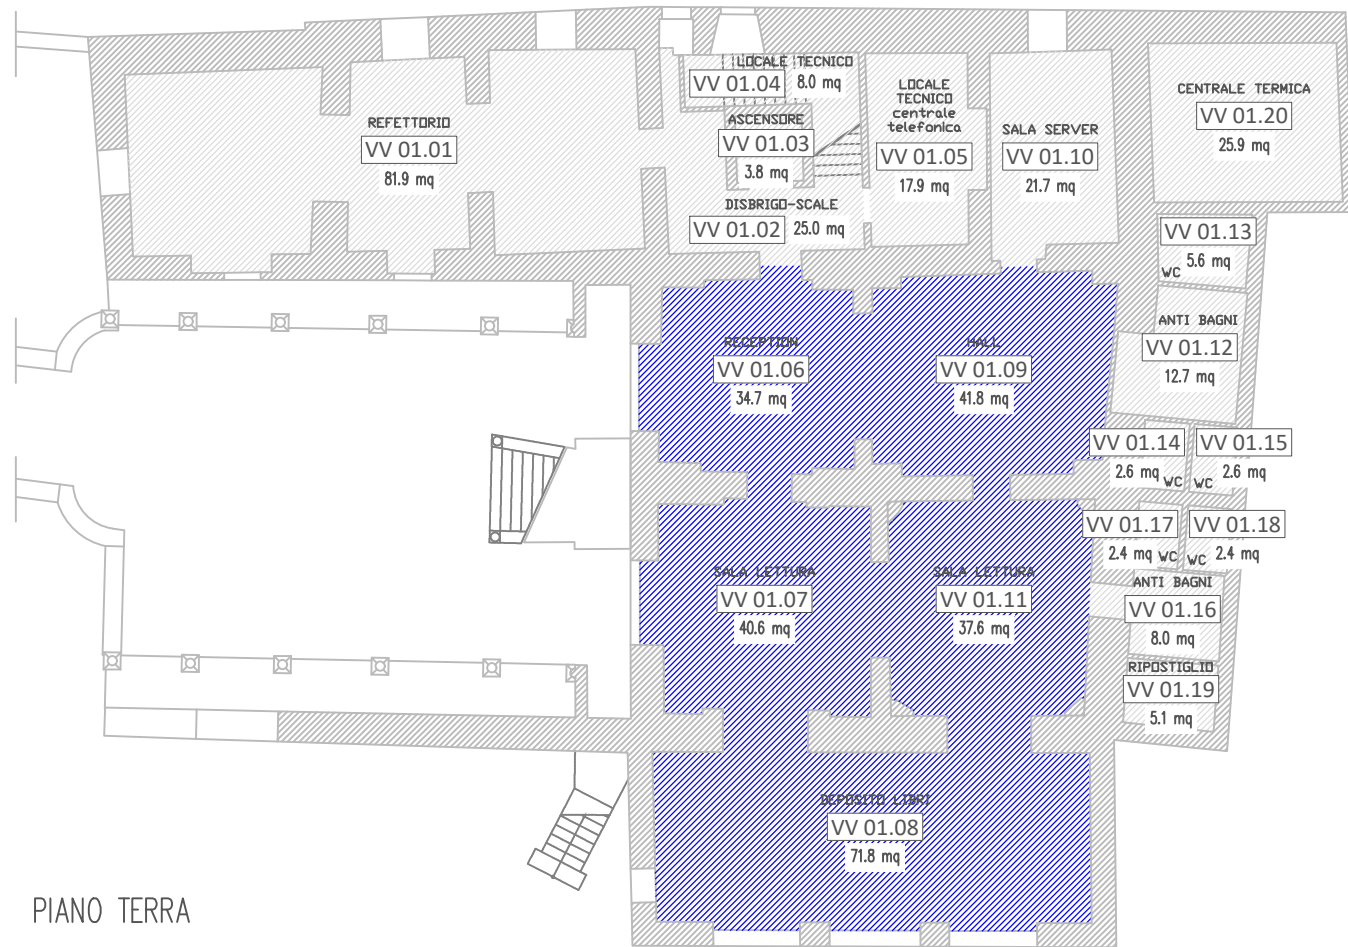 LOCALE TECNICO
VV 01.04
8.0 mq
REFETTORIO
VV 01.01
81.9 mq
ASCENSORE
VV 01.03
3.8 mq
DISBRIGO-SCALE
VV 01.02
25.0 mq
LOCALE
TECNICO
centrale
telefonica
VV 01.05
17.9 mq
SALA SERVER
VV 01.10
21.7 mq
CENTRALE TERMICA
VV 01.20
25.9 mq
VV 01.13
5.6 mq
WC
ANTI BAGNI
VV 01.12
12.7 mq
RECEPTION
VV 01.06
34.7 mq
HALL
VV 01.09
41.8 mq
VV 01.14
2.6 mq
WC
VV 01.15
2.6 mq
WC
VV 01.17
2.4 mq
WC
VV 01.18
2.4 mq
WC
SALA LETTURA
VV 01.07
40.6 mq
SALA LETTURA
VV 01.11
37.6 mq
ANTI BAGNI
VV 01.16
8.0 mq
RIPOSTIGLIO
VV 01.19
5.1 mq
DEPOSITO LIBRI
VV 01.08
71.8 mq
PIANO TERRA